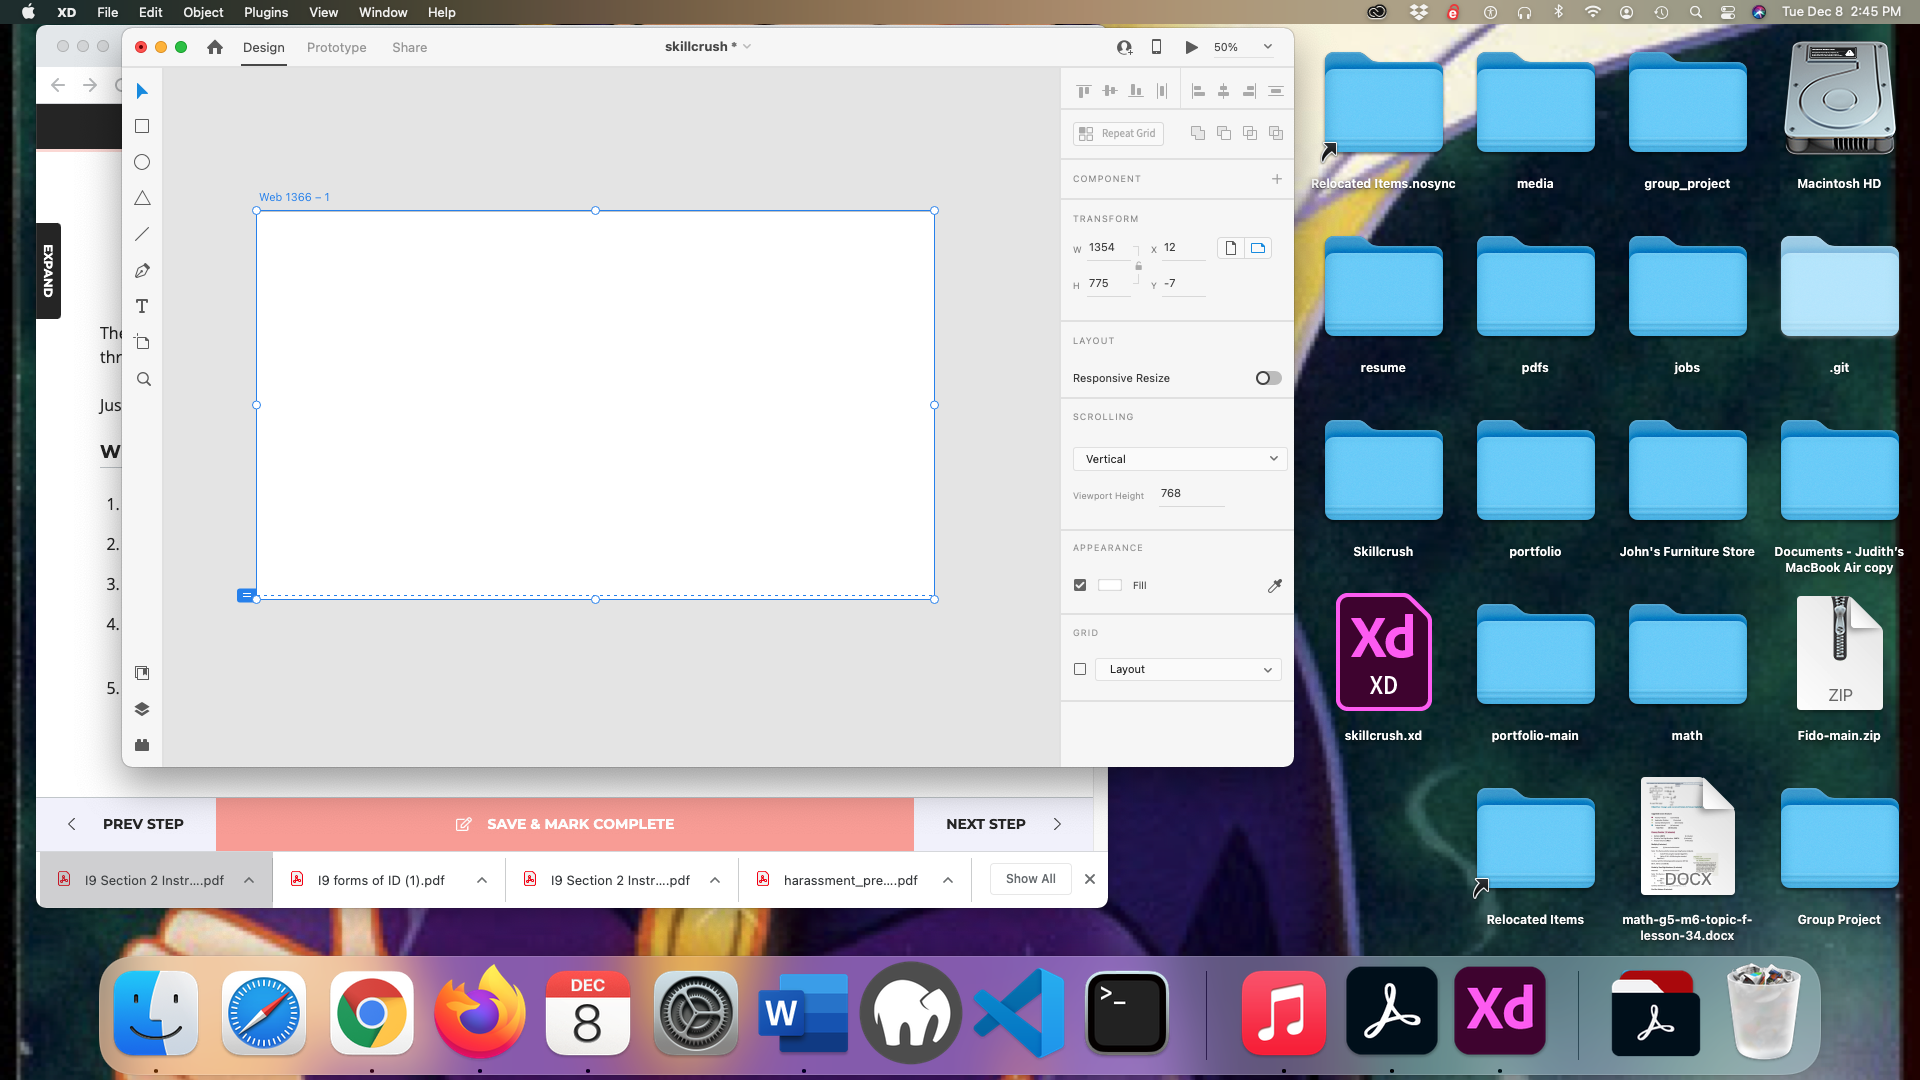 XD File Edit Object Plugins View Window Help
Tue Dec 8 2:45 PM
Design Prototype Share
skillcrush *
50%
Repeat Grid
COMPONENT
TRANSFORM
W 1354 X 12
H 775 Y -7
LAYOUT
Responsive Resize
SCROLLING
Vertical
Viewport Height 768
APPEARANCE
Fill
GRID
Layout
Web 1366 – 1
EXPAND
The
thr
Jus
W
1.
2.
3.
4.
5.
PREV STEP
SAVE & MARK COMPLETE
NEXT STEP
I9 Section 2 Instr....pdf
I9 forms of ID (1).pdf
I9 Section 2 Instr....pdf
harassment_pre....pdf
Show All
Relocated Items.nosync
media
group_project
Macintosh HD
resume
pdfs
jobs
.git
Skillcrush
portfolio
John's Furniture Store
Documents - Judith's
MacBook Air copy
Xd
XD
ZIP
skillcrush.xd
portfolio-main
math
Fido-main.zip
DOCX
Relocated Items
math-g5-m6-topic-f-
lesson-34.docx
Group Project
DEC
8
W
>_
Xd